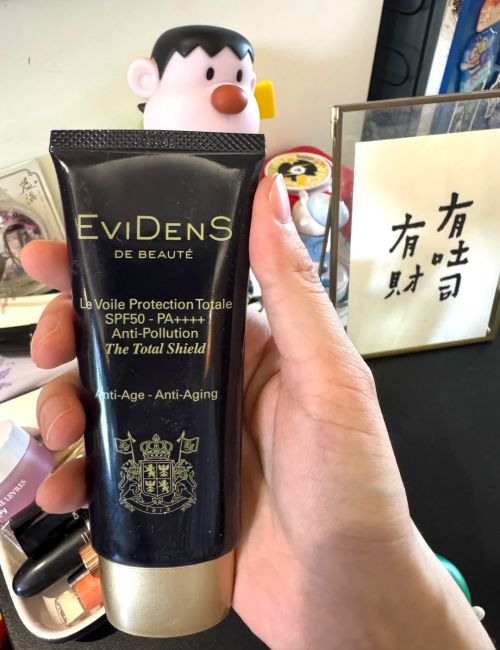 EVIDENS
DE BEAUTÉ
Le Voile Protection Totale
SPF50 - PA++++
Anti-Pollution
The Total Shield
Anti-Age - Anti-Aging
有吐司
有財
E LEVRES